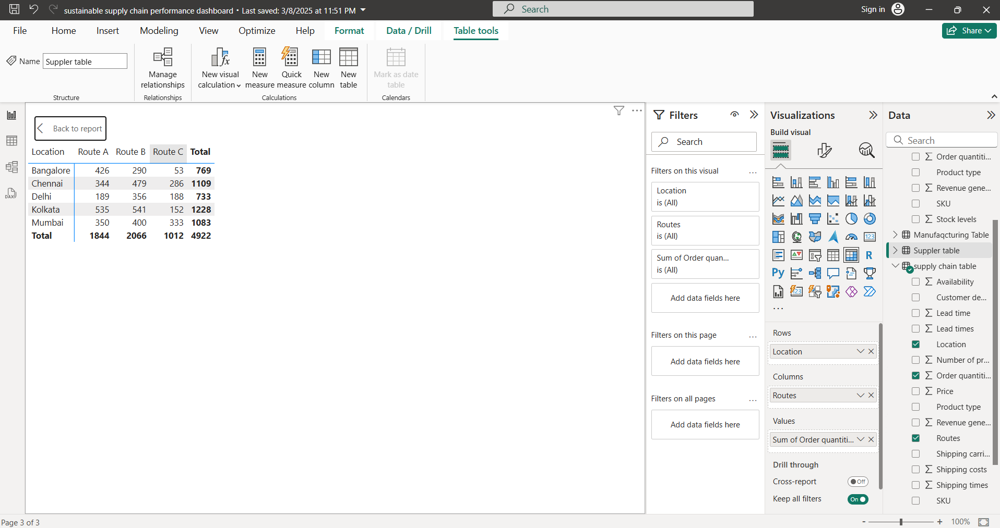 sustainable supply chain performance dashboard • Last saved: 3/8/2025 at 11:51 PM
Search
Sign in
File Home Insert Modeling View Optimize Help Format Data / Drill Table tools
Share
Name Suppler table
Manage relationships
New visual calculation
New measure
Quick measure
New column
New table
Mark as date table
Structure
Relationships
Calculations
Calendars
Back to report
Location Route A Route B Route C Total
Bangalore 426 290 53 769
Chennai 344 479 286 1109
Delhi 189 356 188 733
Kolkata 535 541 152 1228
Mumbai 350 400 333 1083
Total 1844 2066 1012 4922
Filters
Search
Filters on this visual ...
Location
is (All)
Routes
is (All)
Sum of Order quan...
is (All)
Add data fields here
Filters on this page ...
Add data fields here
Filters on all pages ...
Add data fields here
Visualizations
Build visual
123
R
Py
123
...
Rows
Location
Columns
Routes
Values
Sum of Order quantiti...
Drill through
Cross-report Off
Keep all filters On
Data
Search
Order quantiti...
Product type
Revenue gene...
SKU
Stock levels
Manufaqcturing Table
Suppler table
supply chain table
Availability
Customer de...
Lead time
Lead times
Location
Number of pr...
Order quantiti...
Price
Product type
Revenue gene...
Routes
Shipping carri...
Shipping costs
Shipping times
SKU
DAX
Page 3 of 3
- + 100%